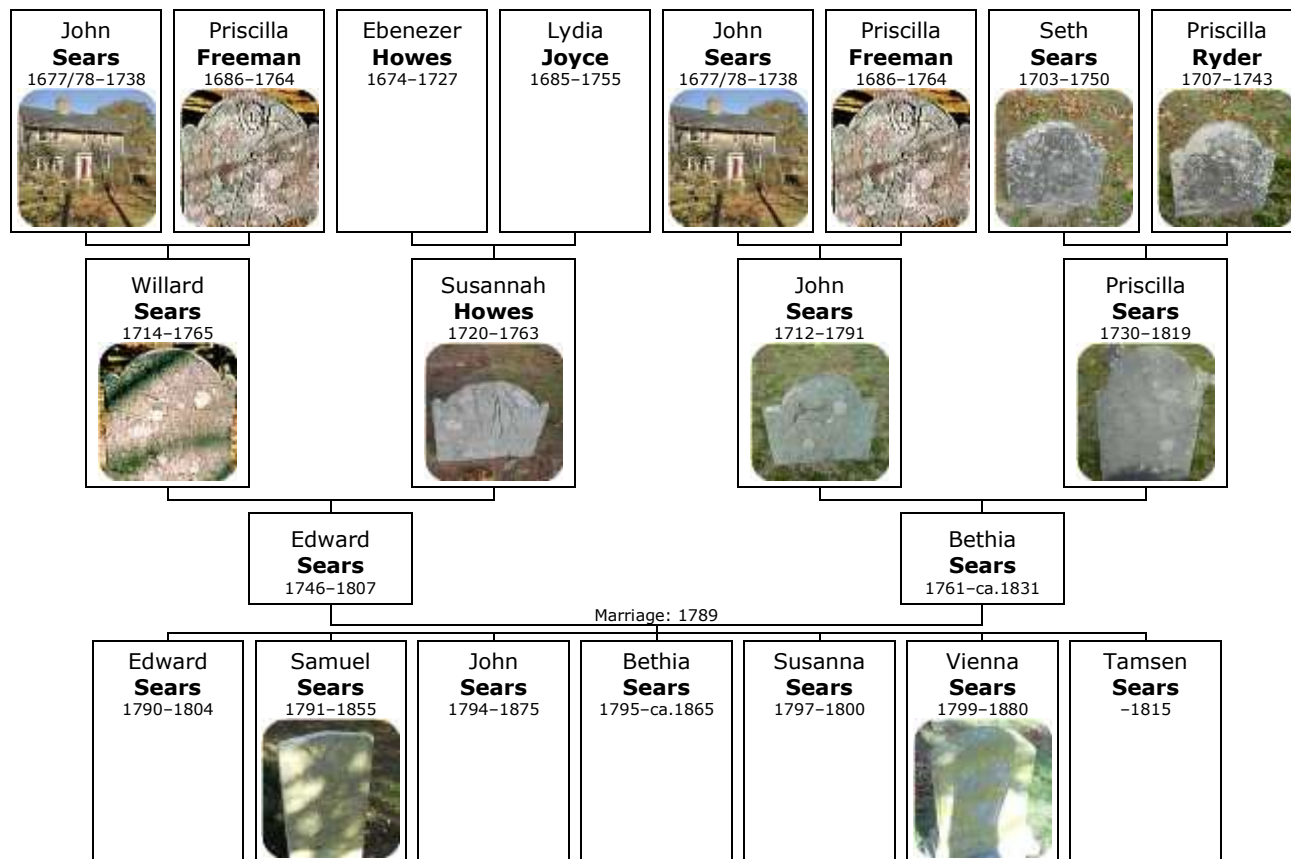 John
Sears
1677/78–1738
Priscilla
Freeman
1686–1764
Ebenezer
Howes
1674–1727
Lydia
Joyce
1685–1755
John
Sears
1677/78–1738
Priscilla
Freeman
1686–1764
Seth
Sears
1703–1750
Priscilla
Ryder
1707–1743
Willard
Sears
1714–1765
Susannah
Howes
1720–1763
John
Sears
1712–1791
Priscilla
Sears
1730–1819
Edward
Sears
1746–1807
Bethia
Sears
1761–ca.1831
Marriage: 1789
Edward
Sears
1790–1804
Samuel
Sears
1791–1855
John
Sears
1794–1875
Bethia
Sears
1795–ca.1865
Susanna
Sears
1797–1800
Vienna
Sears
1799–1880
Tamsen
Sears
–1815